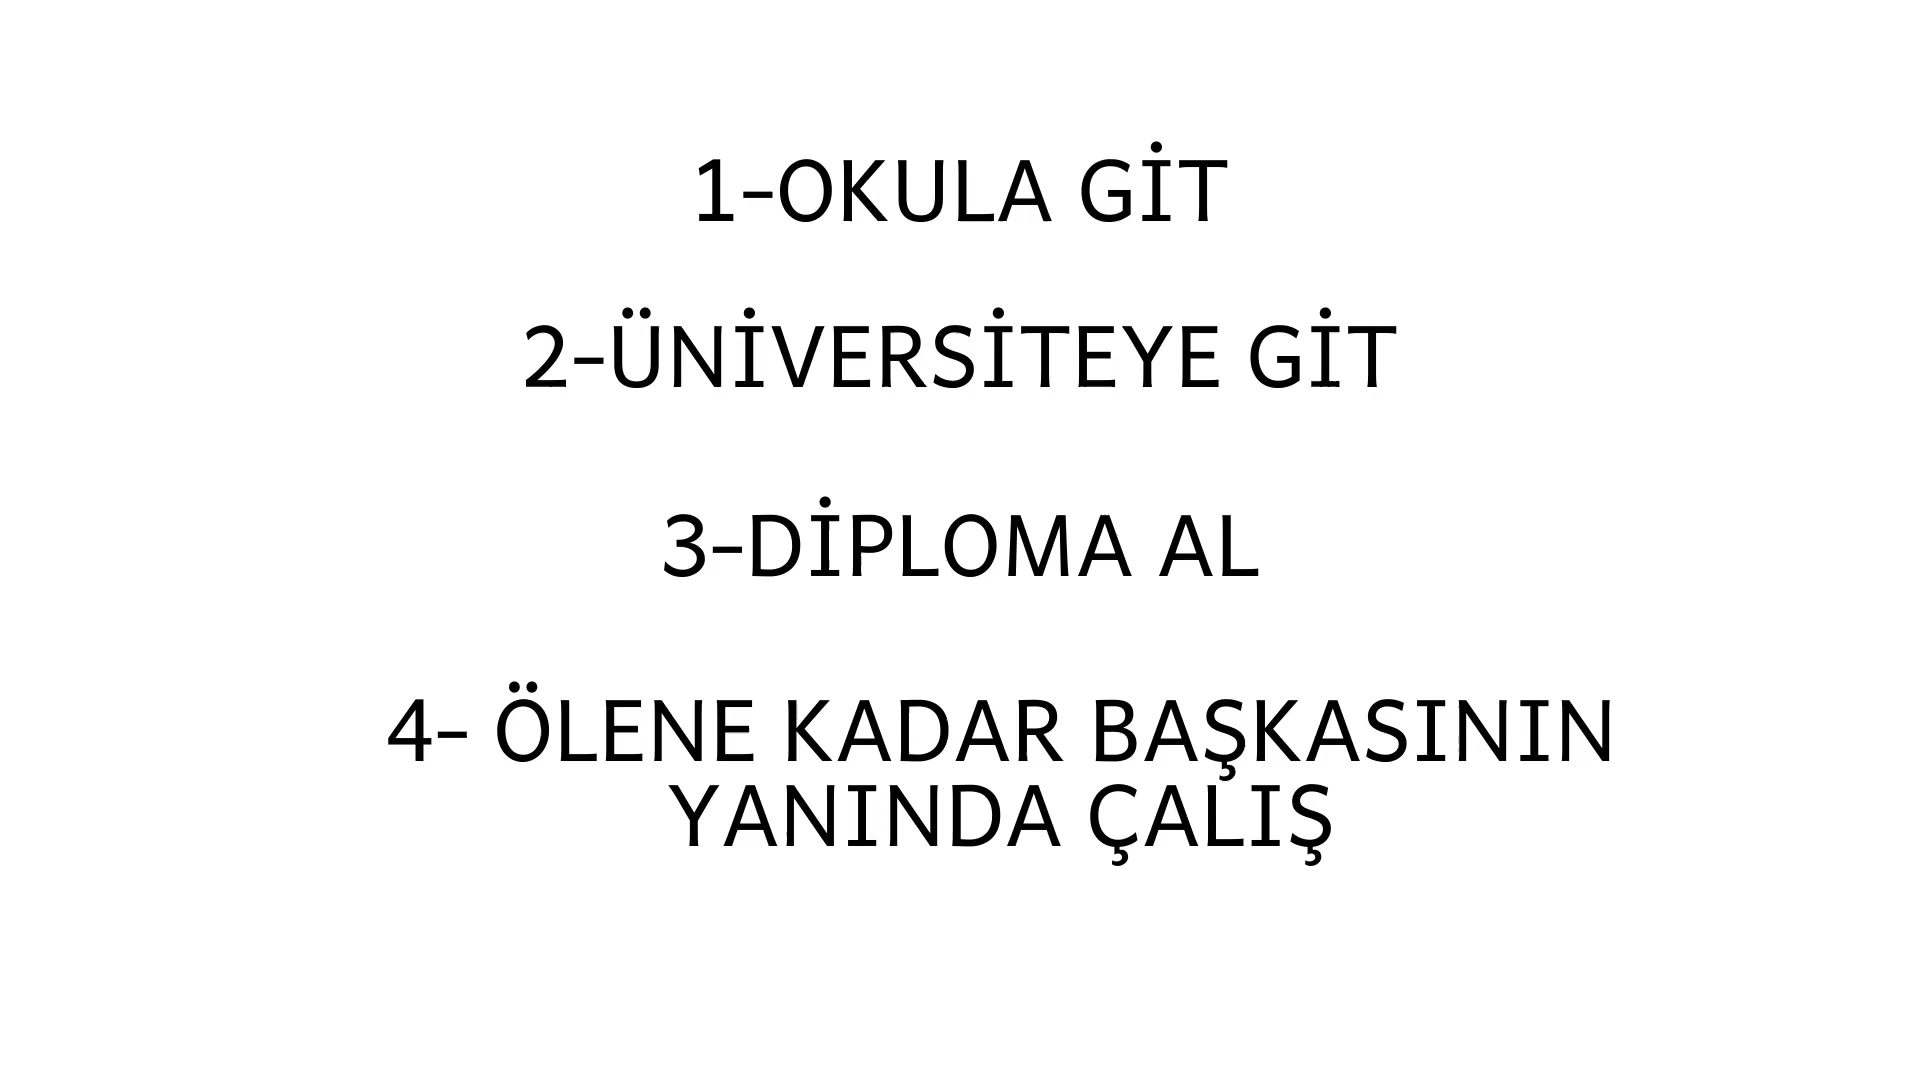 1-OKULA GİT
2-ÜNİVERSİTEYE GİT
3-DİPLOMA AL
4- ÖLENE KADAR BAŞKASININ
YANINDA ÇALIŞ